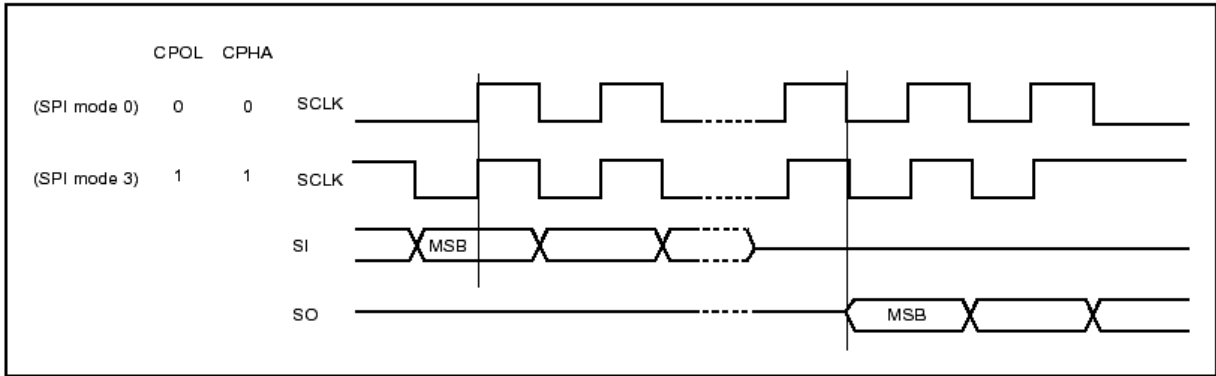 CPOL CPHA
(SPI mode 0) 0 0 SCLK
(SPI mode 3) 1 1 SCLK
SI MSB
SO MSB